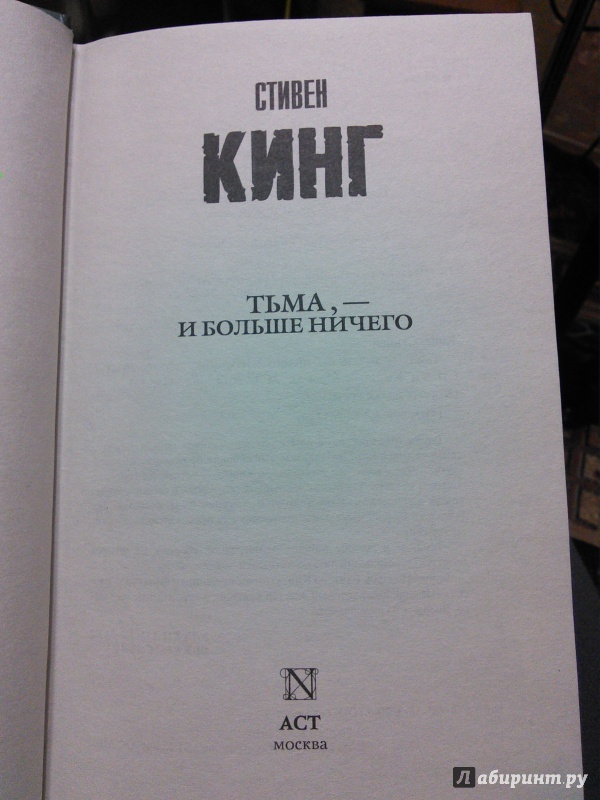 СТИВЕН
КИНГ
ТЬМА, —
И БОЛЬШЕ НИЧЕГО
N
АСТ
МОСКВА
Лабиринт.ру